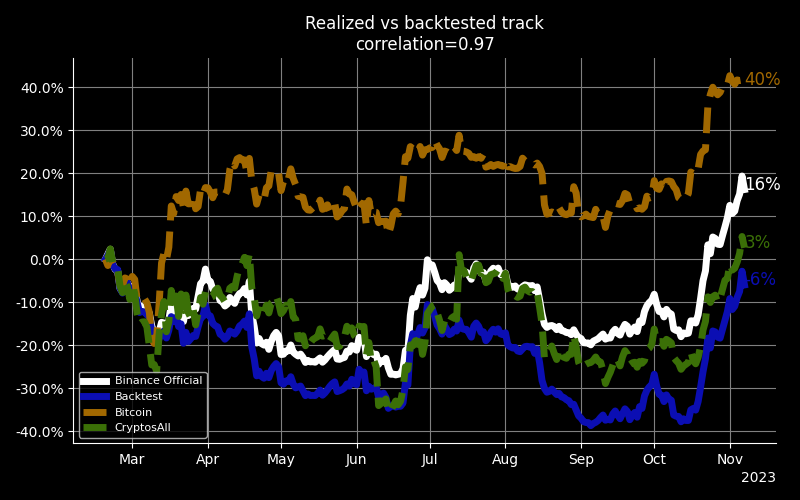 Realized vs backtested track
correlation=0.97
40.0%
30.0%
20.0%
10.0%
0.0%
-10.0%
-20.0%
-30.0%
-40.0%
40%
16%
3%
-6%
Binance Official
Backtest
Bitcoin
CryptosAll
Mar Apr May Jun Jul Aug Sep Oct Nov
2023